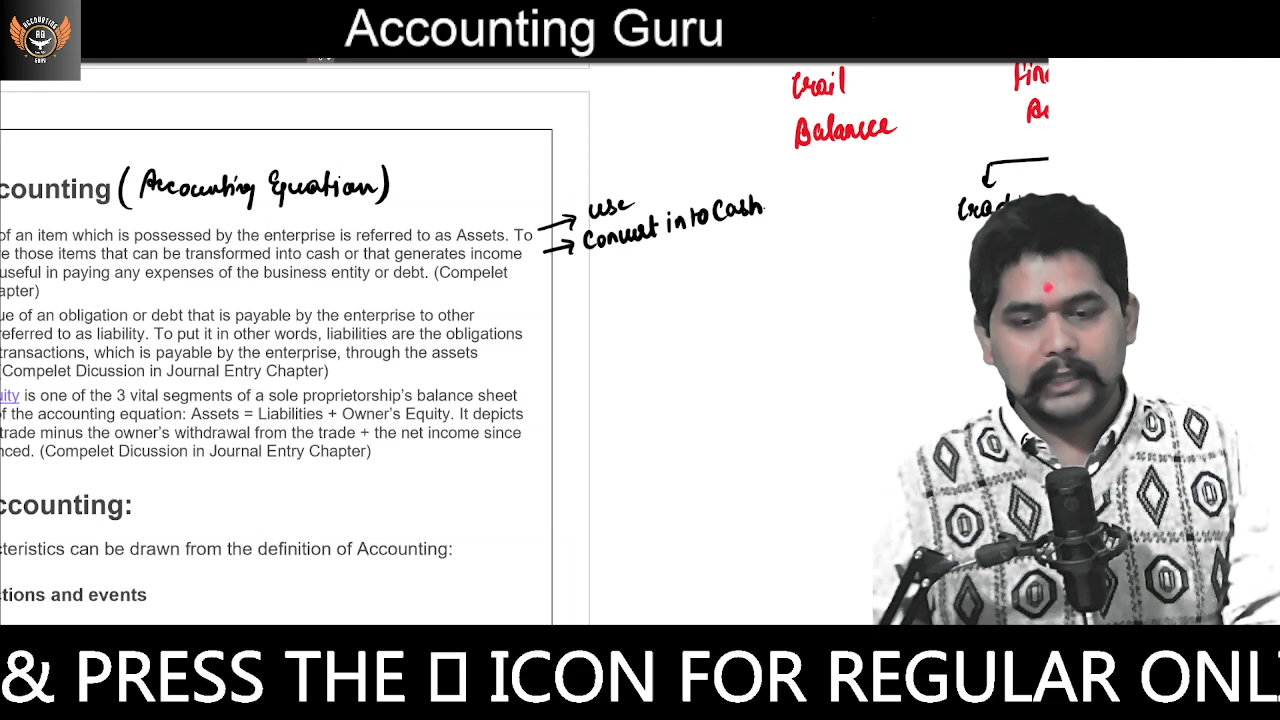 Accounting Guru
ACCOUNTING
AG
GURU
trail
Balance
ccounting (Accounting Equation)
of an item which is possessed by the enterprise is referred to as Assets. To
e those items that can be transformed into cash or that generates income
useful in paying any expenses of the business entity or debt. (Compelet
apter)
use
Convert into Cash
ue of an obligation or debt that is payable by the enterprise to other
referred to as liability. To put it in other words, liabilities are the obligations
transactions, which is payable by the enterprise, through the assets
(Compelet Dicussion in Journal Entry Chapter)
uity is one of the 3 vital segments of a sole proprietorship’s balance sheet
of the accounting equation: Assets = Liabilities + Owner’s Equity. It depicts
trade minus the owner’s withdrawal from the trade + the net income since
nced. (Compelet Dicussion in Journal Entry Chapter)
ccounting:
cteristics can be drawn from the definition of Accounting:
ctions and events
& PRESS THE ICON FOR REGULAR ONL